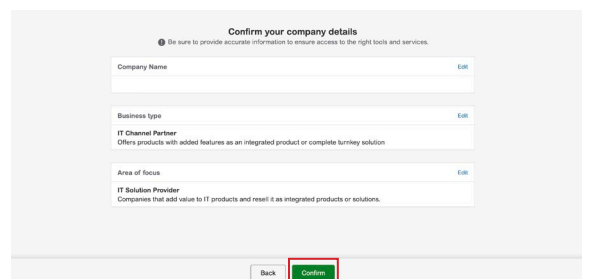 Confirm your company details
Be sure to provide accurate information to ensure access to the right tools and services.
Company Name Edit
Business type Edit
IT Channel Partner
Offers products with added features as an integrated product or complete turnkey solution
Area of focus Edit
IT Solution Provider
Companies that add value to IT products and resell it as integrated products or solutions.
Back Confirm